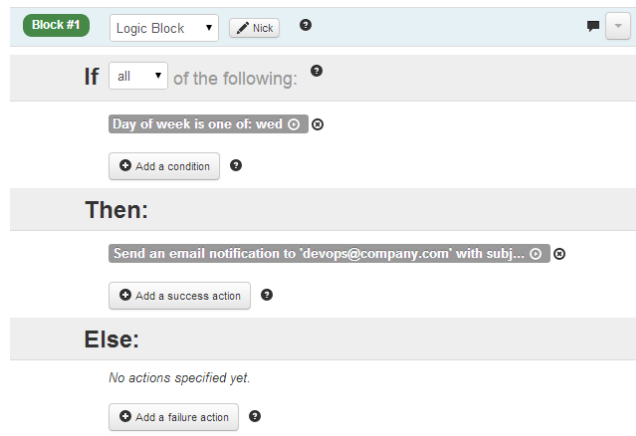 Block #1 Logic Block Nick
If all of the following:
Day of week is one of: wed
Add a condition
Then:
Send an email notification to 'devops@company.com' with subj...
Add a success action
Else:
No actions specified yet.
Add a failure action